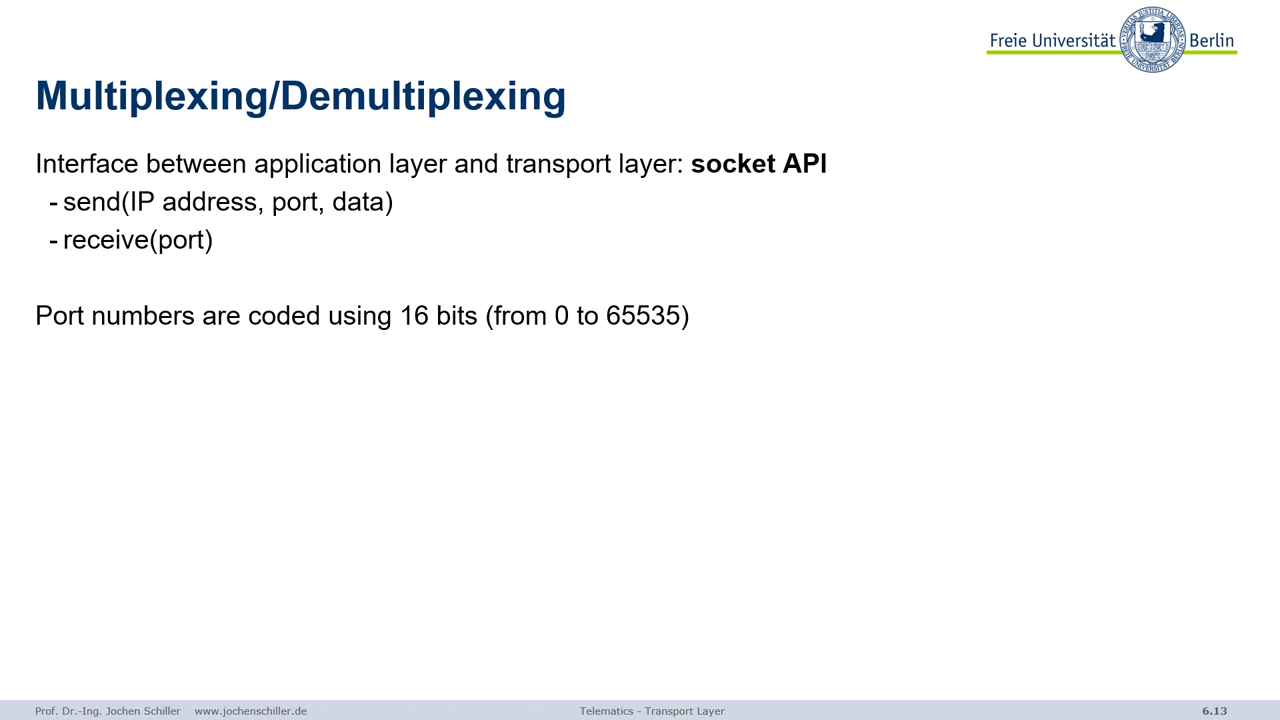 Freie Universität Berlin
Multiplexing/Demultiplexing
Interface between application layer and transport layer: socket API
- send(IP address, port, data)
- receive(port)
Port numbers are coded using 16 bits (from 0 to 65535)
Prof. Dr.-Ing. Jochen Schiller www.jochenschiller.de Telematics - Transport Layer 6.13